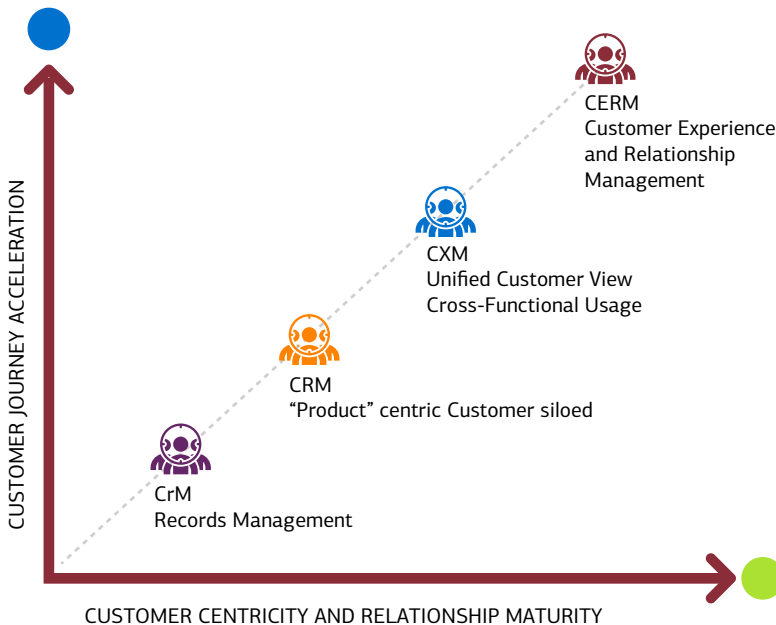 CERM
Customer Experience
and Relationship
Management
CXM
Unified Customer View
Cross-Functional Usage
CRM
“Product” centric Customer siloed
CrM
Records Management
CUSTOMER JOURNEY ACCELERATION
CUSTOMER CENTRICITY AND RELATIONSHIP MATURITY